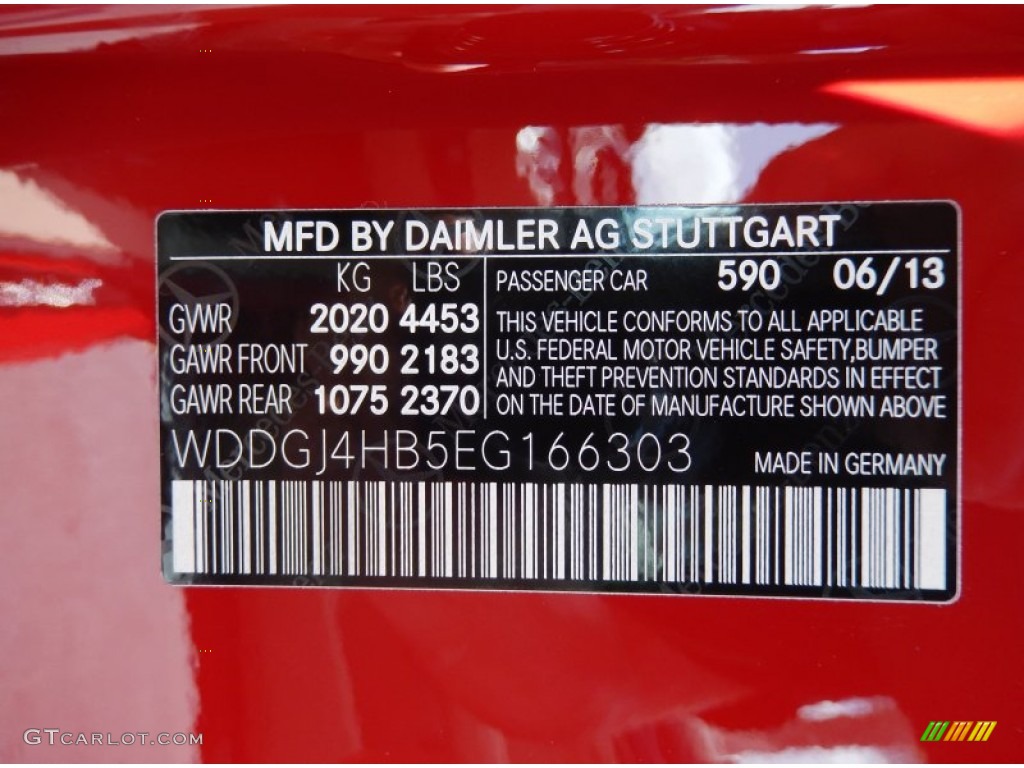 MFD BY DAIMLER AG STUTTGART
KG LBS
GVWR 2020 4453
GAWR FRONT 990 2183
GAWR REAR 1075 2370
PASSENGER CAR 590 06/13
THIS VEHICLE CONFORMS TO ALL APPLICABLE
U.S. FEDERAL MOTOR VEHICLE SAFETY,BUMPER
AND THEFT PREVENTION STANDARDS IN EFFECT
ON THE DATE OF MANUFACTURE SHOWN ABOVE
WDDGJ4HB5EG166303
MADE IN GERMANY
GTCARLOT.COM